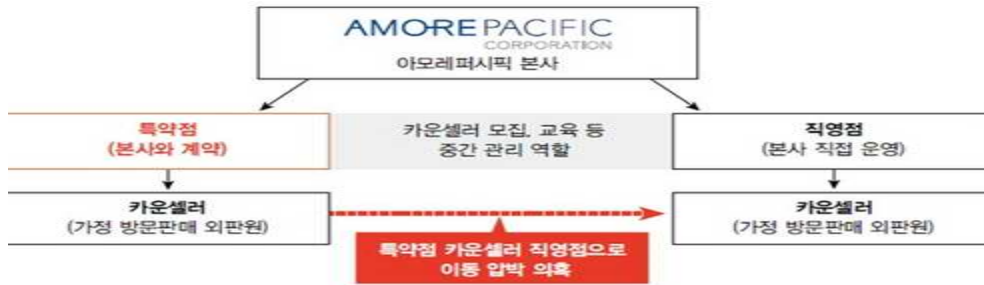 AMOREPACIFIC
CORPORATION
아모레퍼시픽 본사
특약점
(본사와 계약)
카운셀러 모집, 교육 등
중간 관리 역할
직영점
(본사 직접 운영)
카운셀러
(가정 방문판매 외판원)
카운셀러
(가정 방문판매 외판원)
특약점 카운셀러 직영점으로
이동 압박 의혹